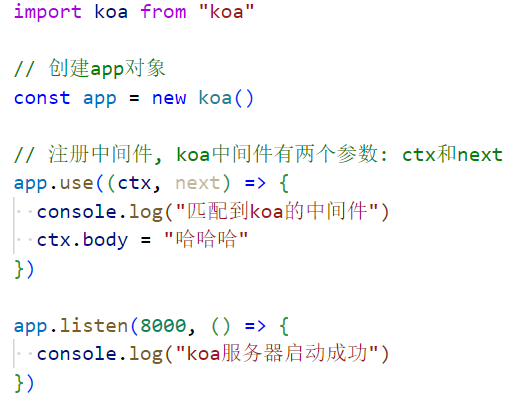 import koa from "koa"
// 创建app对象
const app = new koa()
// 注册中间件, koa中间件有两个参数: ctx和next
app.use((ctx, next) => {
  console.log("匹配到koa的中间件")
  ctx.body = "哈哈哈"
})
app.listen(8000, () => {
  console.log("koa服务器启动成功")
})